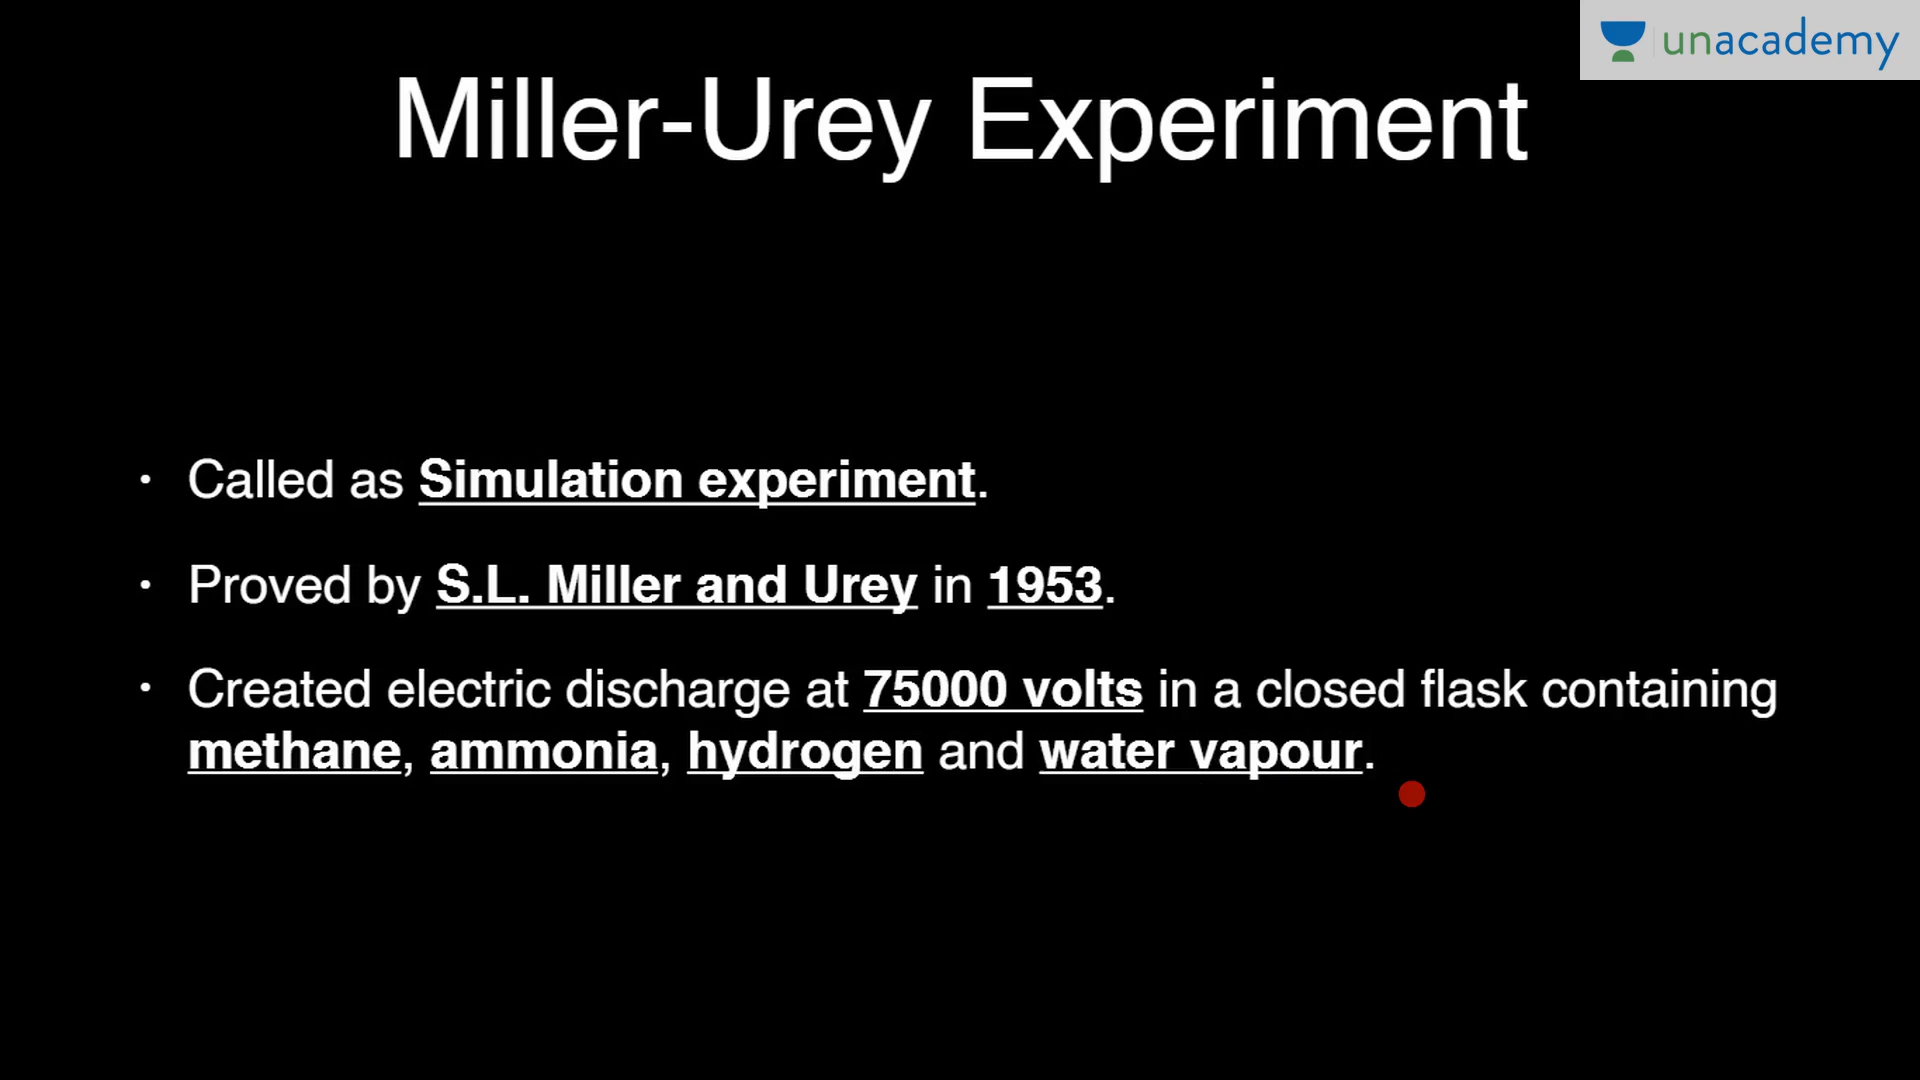 unacademy
Miller-Urey Experiment
• Called as Simulation experiment.
• Proved by S.L. Miller and Urey in 1953.
• Created electric discharge at 75000 volts in a closed flask containing
methane, ammonia, hydrogen and water vapour.